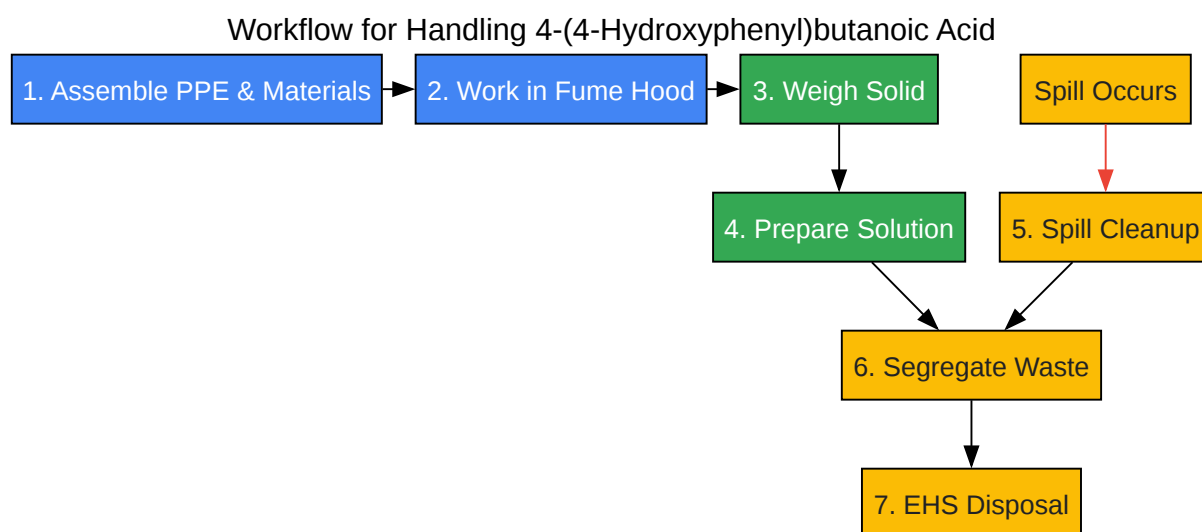 Workflow for Handling 4-(4-Hydroxyphenyl)butanoic Acid
1. Assemble PPE & Materials
2. Work in Fume Hood
3. Weigh Solid
Spill Occurs
4. Prepare Solution
5. Spill Cleanup
6. Segregate Waste
7. EHS Disposal